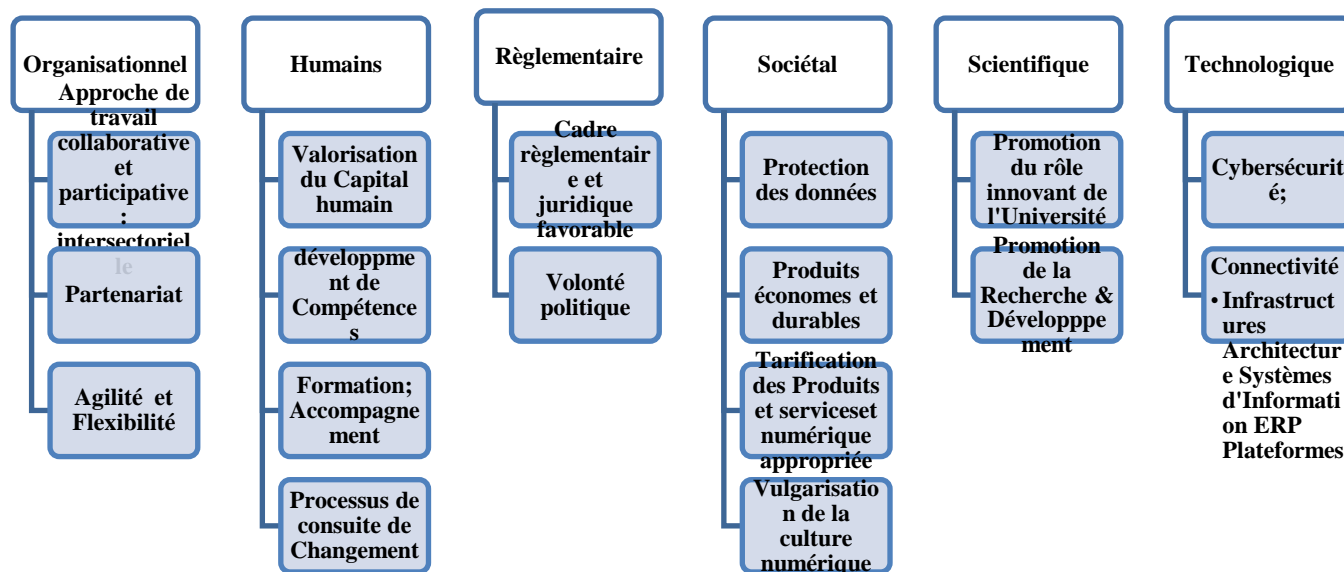 Organisationnel
Approche de
travail
collaborative
et
participative
:
intersectoriel
le
Partenariat
Agilité et
Flexibilité
Humains
Valorisation
du Capital
humain
développme
nt de
Compétence
s
Formation;
Accompagne
ment
Processus de
consuite de
Changement
Règlementaire
Cadre
règlementair
e et
juridique
favorable
Volonté
politique
Sociétal
Protection
des données
Produits
économes et
durables
Tarification
des Produits
et serviceset
numérique
appropriée
Vulgarisatio
n de la
culture
numérique
Scientifique
Promotion
du rôle
innovant de
l'Université
Promotion
de la
Recherche &
Développpe
ment
Technologique
Cybersécurit
é;
Connectivité
• Infrastruct
ures
Architectur
e Systèmes
d'Informati
on ERP
Plateformes